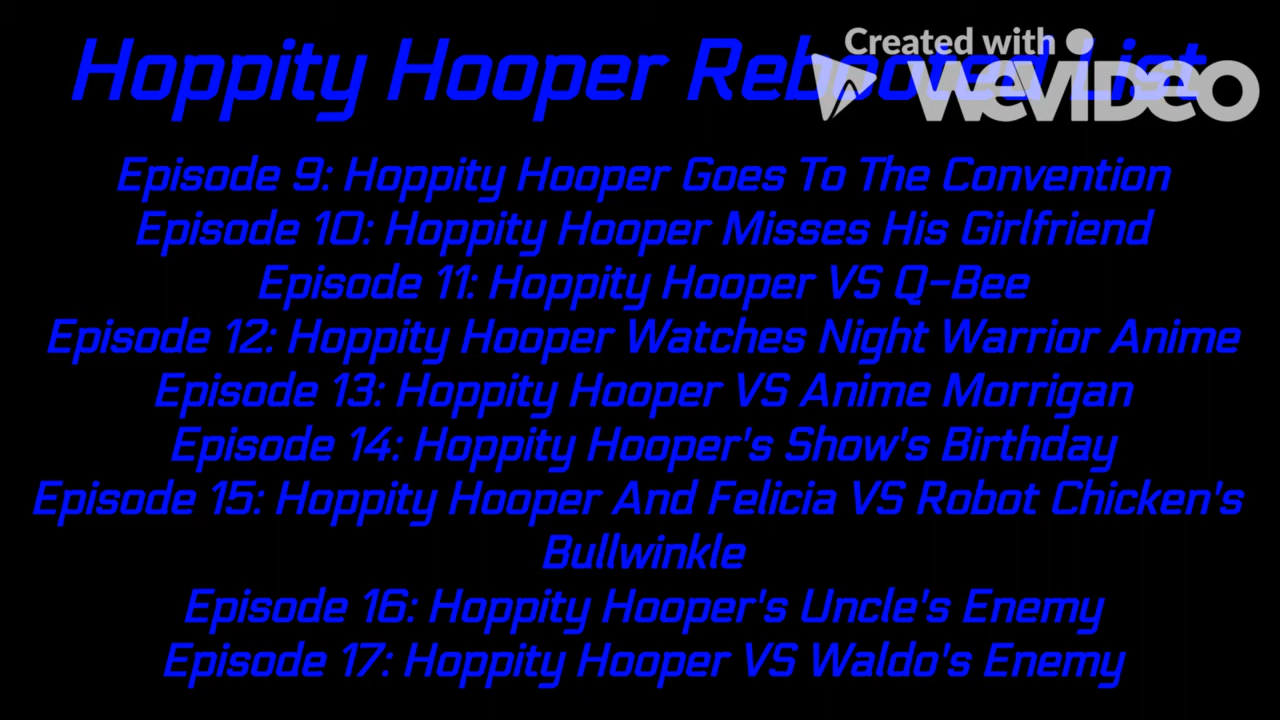 Created with
WeVideo
Hoppity Hooper Rebooted List
Episode 9: Hoppity Hooper Goes To The Convention
Episode 10: Hoppity Hooper Misses His Girlfriend
Episode 11: Hoppity Hooper VS Q-Bee
Episode 12: Hoppity Hooper Watches Night Warrior Anime
Episode 13: Hoppity Hooper VS Anime Morrigan
Episode 14: Hoppity Hooper's Show's Birthday
Episode 15: Hoppity Hooper And Felicia VS Robot Chicken's
Bullwinkle
Episode 16: Hoppity Hooper's Uncle's Enemy
Episode 17: Hoppity Hooper VS Waldo's Enemy